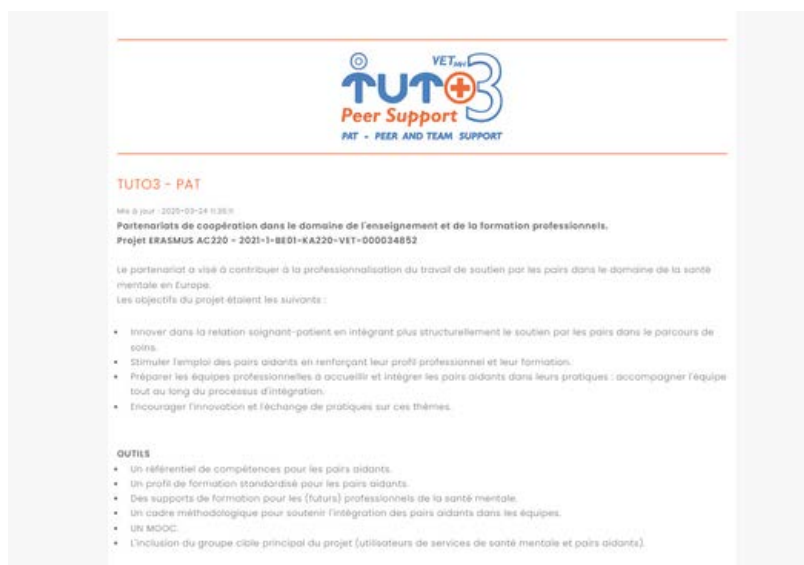 VET
TUTO3
Peer Support
PAT - PEER AND TEAM SUPPORT
TUTO3 - PAT
Mis à jour : 2025-03-24
Partenariats de coopération dans le domaine de l'enseignement et de la formation professionnels.
Projet ERASMUS AC220 - 2021-1-BE01-KA220-VET-000034852
Le partenariat a visé à contribuer à la professionnalisation du travail de soutien par les pairs dans le domaine de la santé
mentale en Europe.
Les objectifs du projet étaient les suivants :
• Innover dans la relation soignant-patient en intégrant plus structurellement le soutien par les pairs dans le parcours de
soins.
• Stimuler l'emploi des pairs aidants en renforçant leur profil professionnel et leur formation.
• Préparer les équipes professionnelles à accueillir et intégrer les pairs aidants dans leurs pratiques : accompagner l'équipe
tout au long du processus d'intégration.
• Encourager l'innovation et l'échange de pratiques sur ces thèmes.
OUTILS
• Un référentiel de compétences pour les pairs aidants.
• Un profil de formation standardisé pour les pairs aidants.
• Des supports de formation pour les (futurs) professionnels de la santé mentale.
• Un cadre méthodologique pour soutenir l'intégration des pairs aidants dans les équipes.
• UN MOOC.
• L'inclusion du groupe cible principal du projet (utilisateurs de services de santé mentale et pairs aidants).